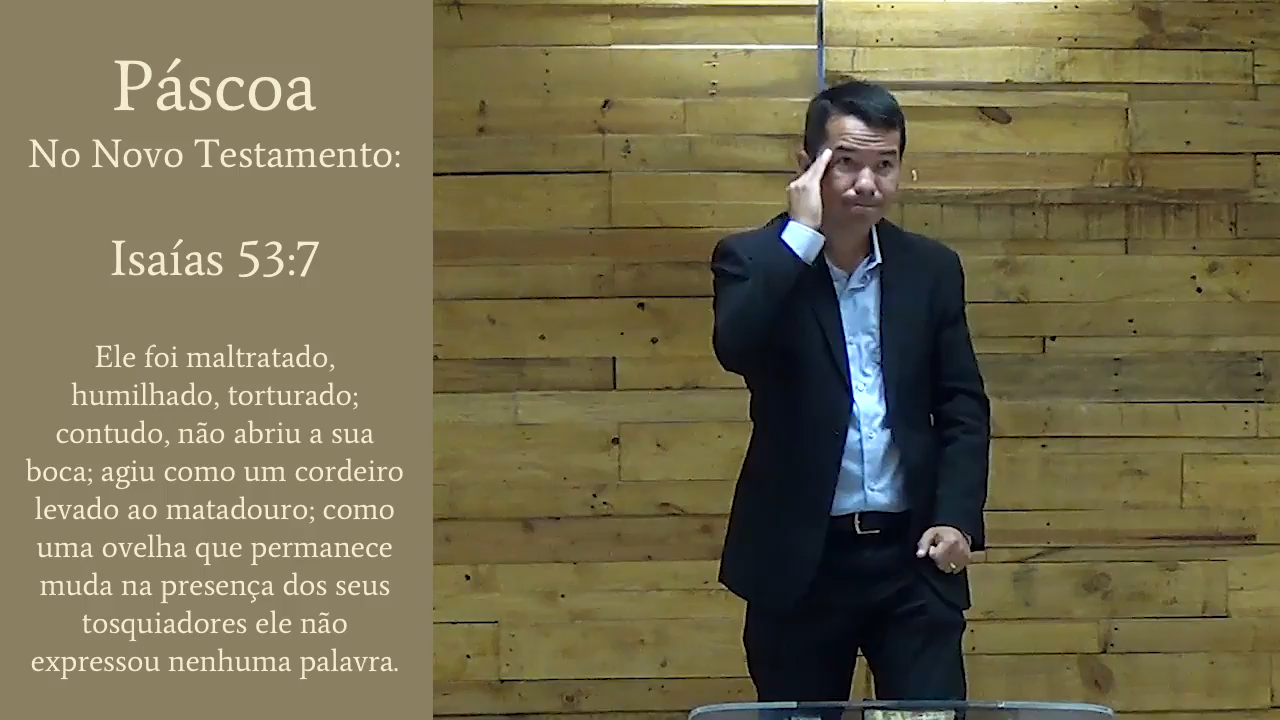 Páscoa
No Novo Testamento:
Isaías 53:7
Ele foi maltratado,
humilhado, torturado;
contudo, não abriu a sua
boca; agiu como um cordeiro
levado ao matadouro; como
uma ovelha que permanece
muda na presença dos seus
tosquiadores ele não
expressou nenhuma palavra.